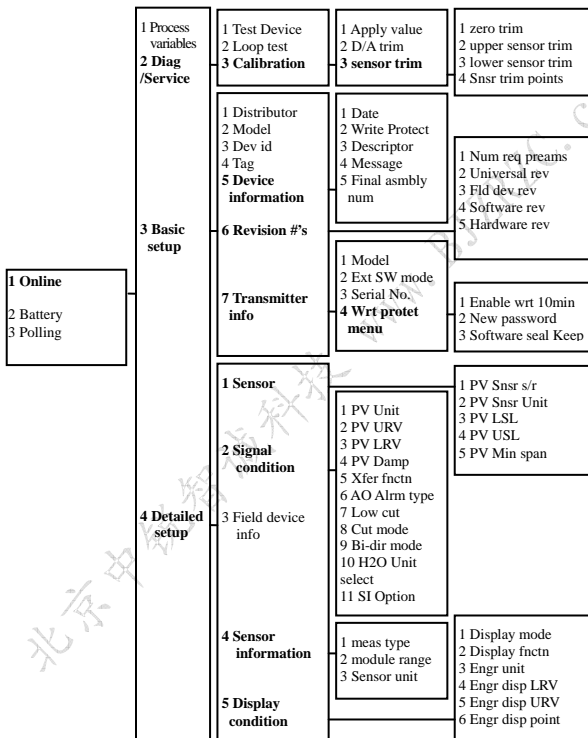 1 Online
2 Battery
3 Polling
1 Process
variables
2 Diag
/Service
3 Basic
setup
4 Detailed
setup
1 Test Device
2 Loop test
3 Calibration
1 Apply value
2 D/A trim
3 sensor trim
1 zero trim
2 upper sensor trim
3 lower sensor trim
4 Snsr trim points
1 Distributor
2 Model
3 Dev id
4 Tag
5 Device
information
6 Revision #'s
7 Transmitter
info
1 Date
2 Write Protect
3 Descriptor
4 Message
5 Final asmbly
num
1 Num req preams
2 Universal rev
3 Fld dev rev
4 Software rev
5 Hardware rev
1 Model
2 Ext SW mode
3 Serial No.
4 Wrt protet
menu
1 Enable wrt 10min
2 New password
3 Software seal Keep
1 Sensor
2 Signal
condition
3 Field device
info
4 Sensor
information
5 Display
condition
1 PV Snsr s/r
2 PV Snsr Unit
3 PV LSL
4 PV USL
5 PV Min span
1 PV Unit
2 PV URV
3 PV LRV
4 PV Damp
5 Xfer fnctn
6 AO Alrm type
7 Low cut
8 Cut mode
9 Bi-dir mode
10 H2O Unit
select
11 SI Option
1 meas type
2 module range
3 Sensor unit
1 Display mode
2 Display fnctn
3 Engr unit
4 Engr disp LRV
5 Engr disp URV
6 Engr disp point
北京中锐智诚科技 www.BJZRZC.c